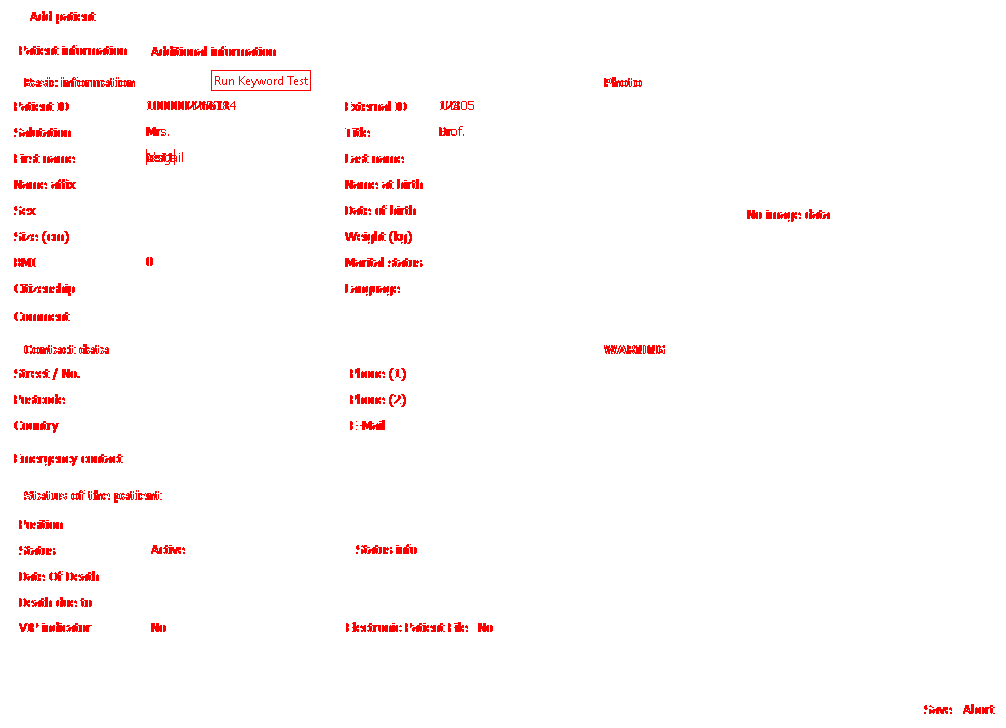 Add patient
Patient information Additional information
Basic information Run Keyword Test Photo
Patient ID External ID
Salutation Mrs. Title Prof.
First name Last name
Name affix Name at birth
Sex Date of birth
No image data
Size (cm) Weight (kg)
BMI 0 Marital status
Citizenship Language
Comment
Contact data WARNING
Street / No. Phone (1)
Postcode Phone (2)
Country E-Mail
Emergency contact
Status of the patient
Position
Status Active Status info
Date Of Death
Death due to
VIP indicator No Electronic Patient File No
Save Abort